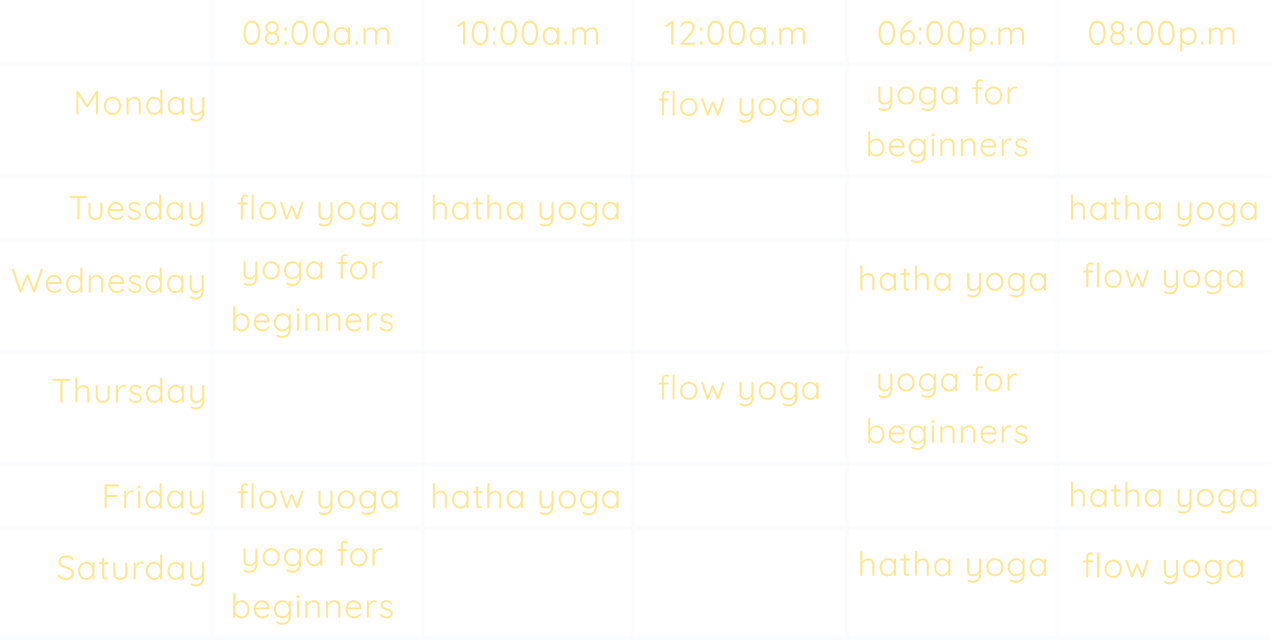 08:00a.m 10:00a.m 12:00a.m 06:00p.m 08:00p.m
Monday flow yoga yoga for
beginners
Tuesday flow yoga hatha yoga hatha yoga
Wednesday yoga for hatha yoga flow yoga
beginners
Thursday flow yoga yoga for
beginners
Friday flow yoga hatha yoga hatha yoga
Saturday yoga for hatha yoga flow yoga
beginners